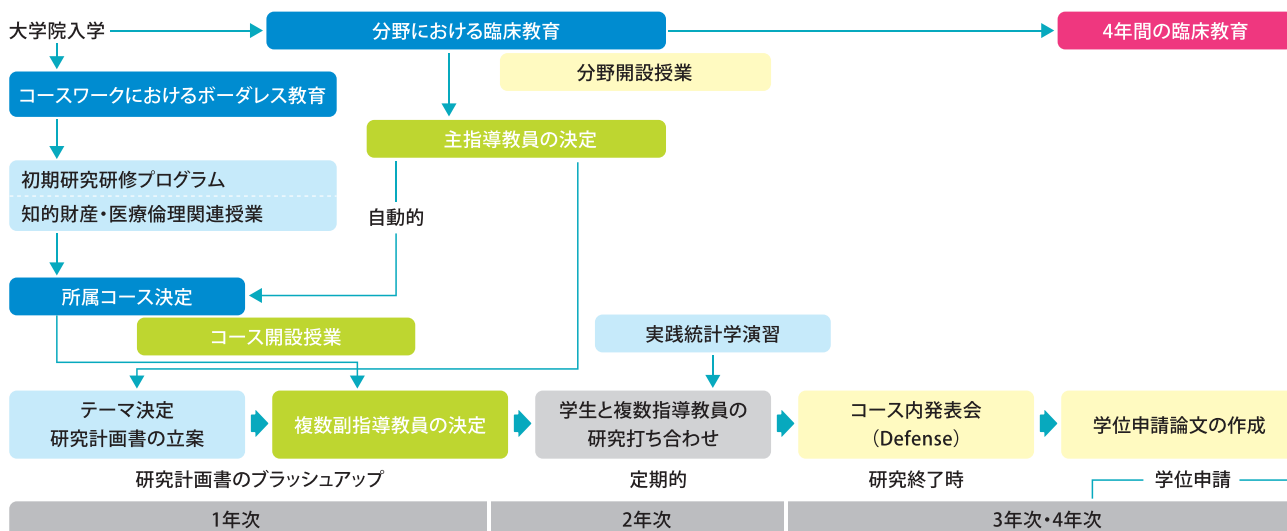 大学院入学
分野における臨床教育
4年間の臨床教育
分野開設授業
コースワークにおけるボーダレス教育
主指導教員の決定
初期研究研修プログラム
知的財産・医療倫理関連授業
自動的
所属コース決定
コース開設授業
実践統計学演習
テーマ決定
研究計画書の立案
複数副指導教員の決定
学生と複数指導教員の
研究打ち合わせ
コース内発表会
（Defense）
学位申請論文の作成
研究計画書のブラッシュアップ
定期的
研究終了時
学位申請
1年次
2年次
3年次・4年次